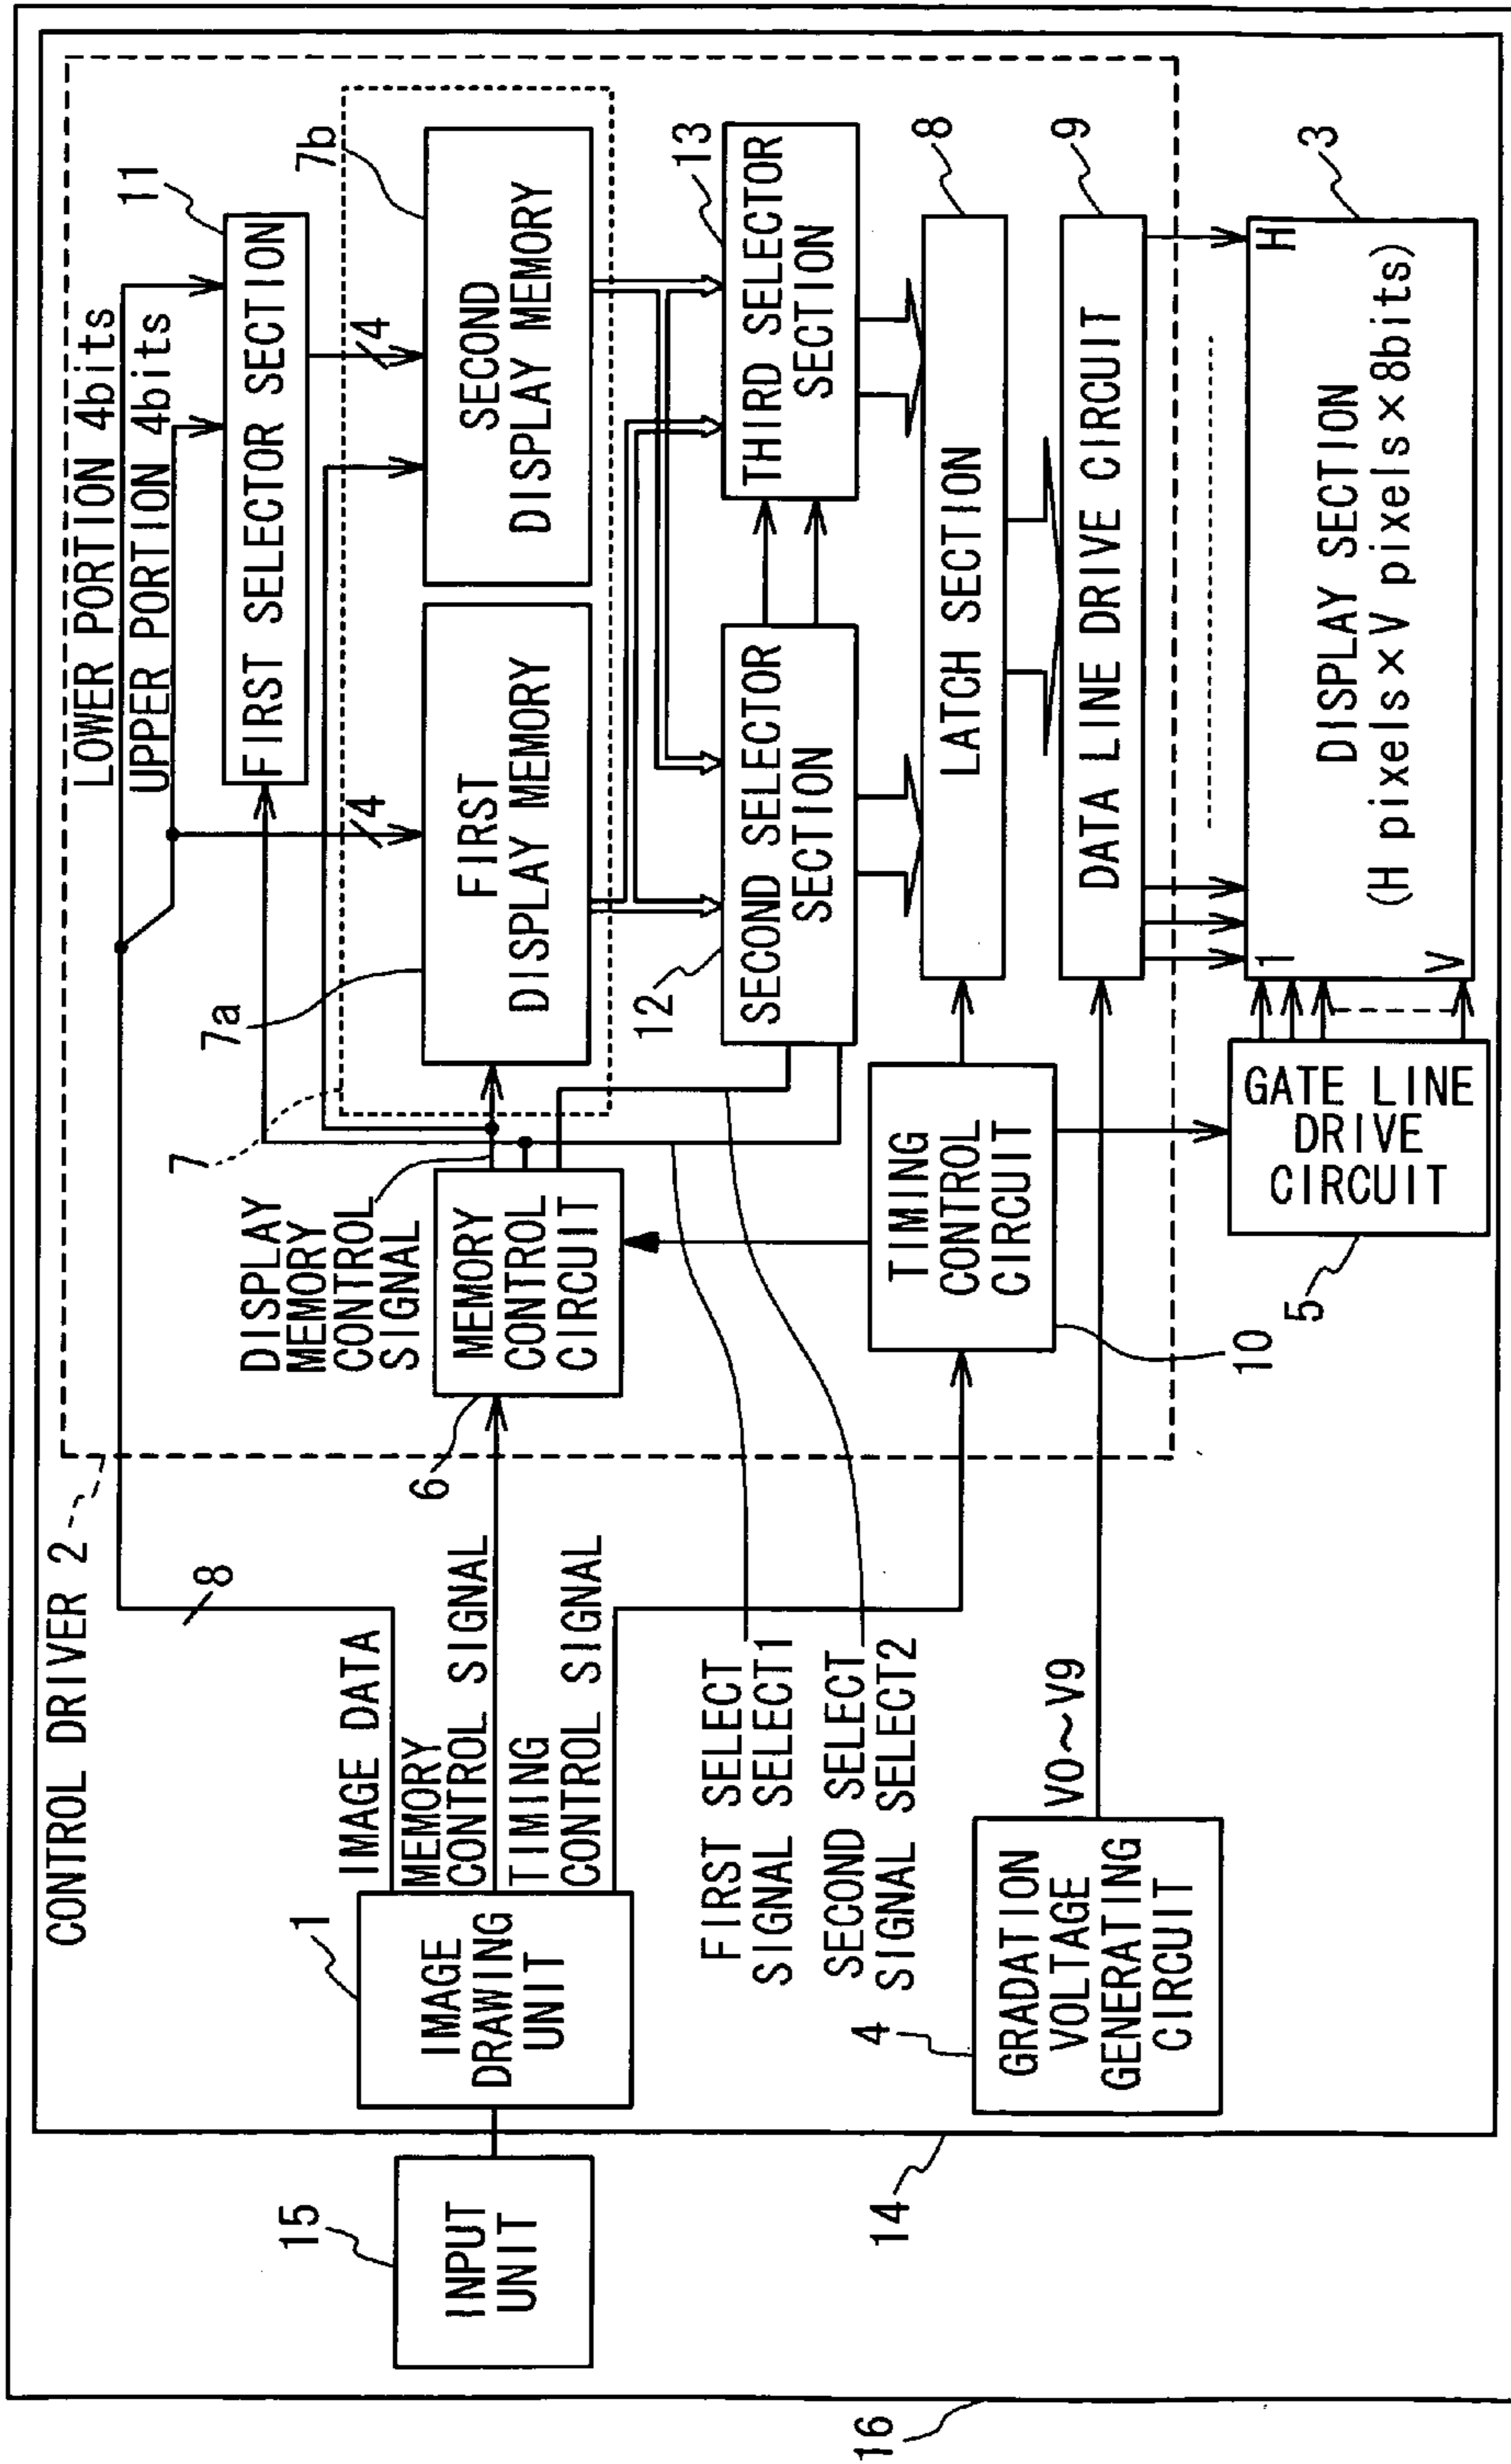 CONTROL DRIVER 2
LOWER PORTION 4bits
UPPER PORTION 4bits
11
FIRST SELECTOR SECTION
8
4
4
7
7a
7b
FIRST
DISPLAY MEMORY
SECOND
DISPLAY MEMORY
DISPLAY
MEMORY
CONTROL
SIGNAL
15
INPUT
UNIT
1
IMAGE
DRAWING
UNIT
IMAGE DATA
MEMORY
CONTROL SIGNAL
TIMING
CONTROL SIGNAL
6
MEMORY
CONTROL
CIRCUIT
12
SECOND SELECTOR
SECTION
13
THIRD SELECTOR
SECTION
FIRST SELECT
SIGNAL SELECT1
SECOND SELECT
SIGNAL SELECT2
TIMING
CONTROL
CIRCUIT
10
LATCH SECTION
8
4
GRADATION
VOLTAGE
GENERATING
CIRCUIT
V0~V9
DATA LINE DRIVE CIRCUIT
9
GATE LINE
DRIVE
CIRCUIT
5
1
H
V
DISPLAY SECTION
(H pixels×V pixels×8bits)
3
14
16